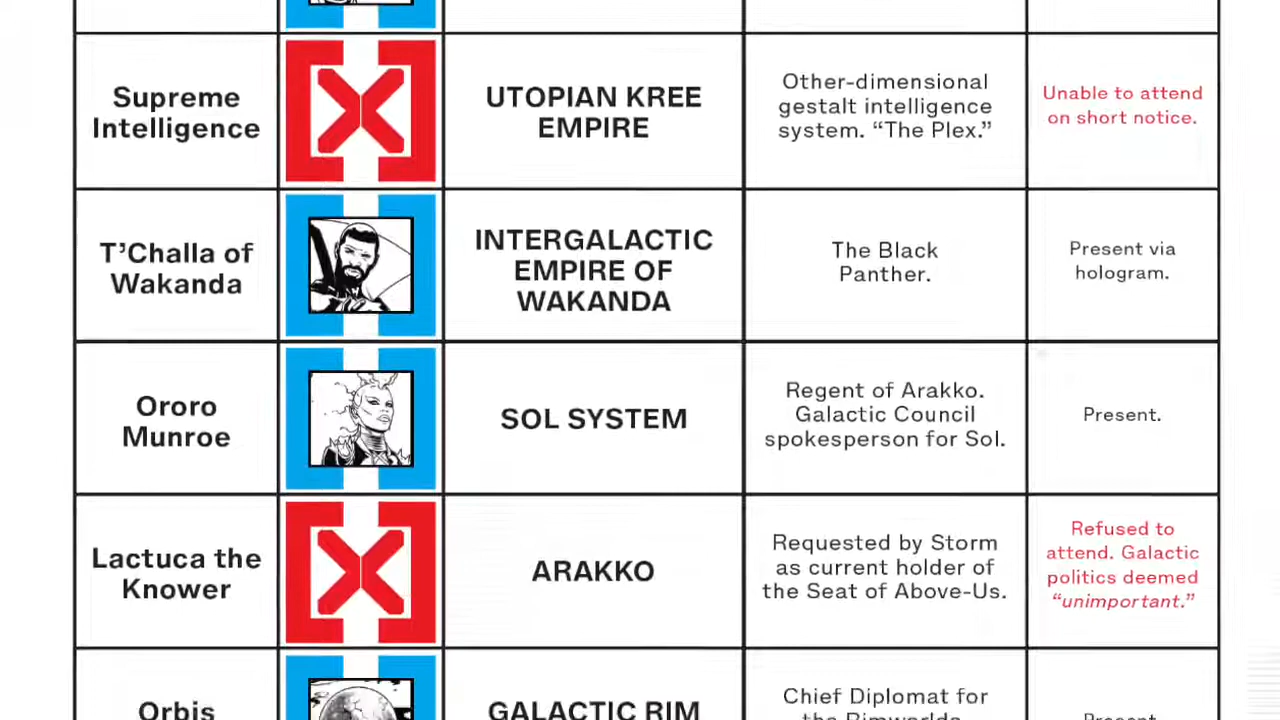 Supreme
Intelligence
UTOPIAN KREE
EMPIRE
Other-dimensional
gestalt intelligence
system. “The Plex.”
Unable to attend
on short notice.
T’Challa of
Wakanda
INTERGALACTIC
EMPIRE OF
WAKANDA
The Black
Panther.
Present via
hologram.
Ororo
Munroe
SOL SYSTEM
Regent of Arakko.
Galactic Council
spokesperson for Sol.
Present.
Lactuca the
Knower
ARAKKO
Requested by Storm
as current holder of
the Seat of Above-Us.
Refused to
attend. Galactic
politics deemed
“unimportant.”
Orbis
GALACTIC RIM
Chief Diplomat for
the Rimworlds.
Present.